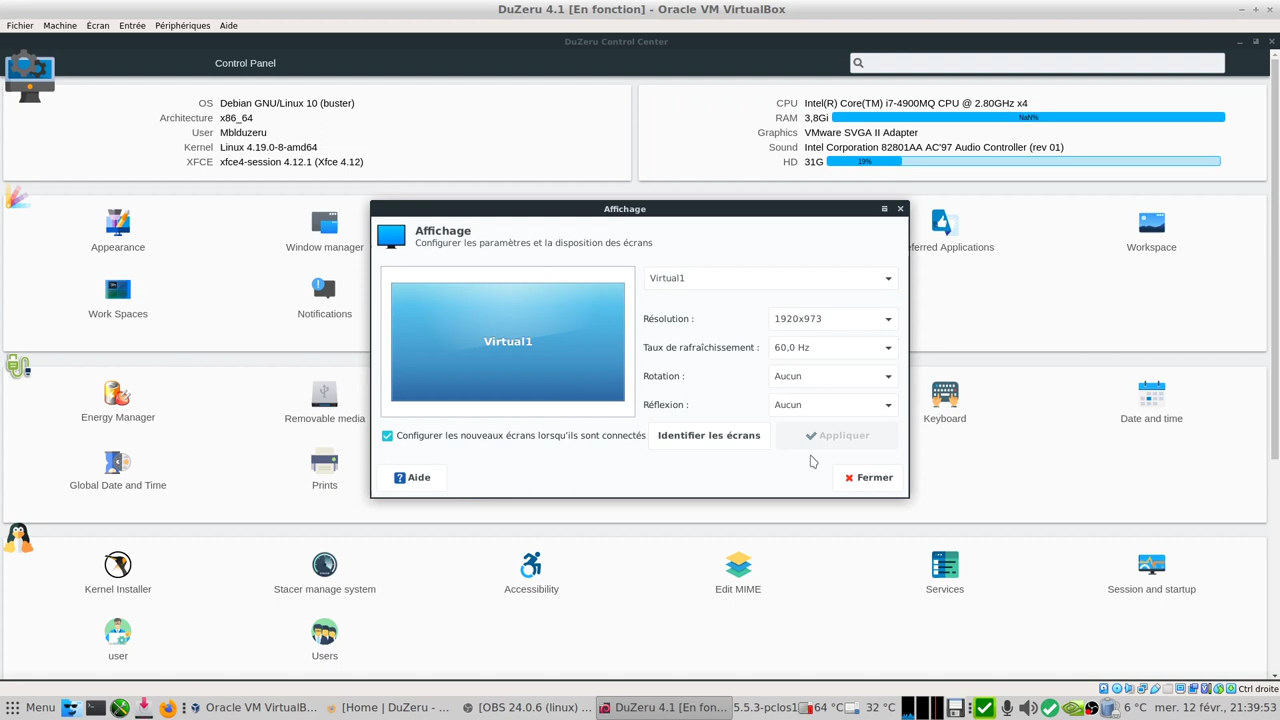 DuZeru 4.1 [En fonction] - Oracle VM VirtualBox
Fichier Machine Écran Entrée Périphériques Aide
DuZeru Control Center
Control Panel
OS Debian GNU/Linux 10 (buster)
Architecture x86_64
User Mblduzeru
Kernel Linux 4.19.0-8-amd64
XFCE xfce4-session 4.12.1 (Xfce 4.12)
CPU Intel(R) Core(TM) i7-4900MQ CPU @ 2.80GHz x4
RAM 3,8Gi NaN%
Graphics VMware SVGA II Adapter
Sound Intel Corporation 82801AA AC'97 Audio Controller (rev 01)
HD 31G 19%
Appearance Window manager eferred Applications Workspace
Work Spaces Notifications
Affichage
Affichage
Configurer les paramètres et la disposition des écrans
Virtual1
Virtual1
Résolution : 1920x973
Taux de rafraîchissement : 60,0 Hz
Rotation : Aucun
Réflexion : Aucun
Configurer les nouveaux écrans lorsqu'ils sont connectés Identifier les écrans Appliquer
Aide Fermer
Energy Manager Removable media Keyboard Date and time
Global Date and Time Prints
Kernel Installer Stacer manage system Accessibility Edit MIME Services Session and startup
user Users
Ctrl droite
Menu Oracle VM VirtualB... [Home | DuZeru - ... [OBS 24.0.6 (linux) ... DuZeru 4.1 [En fon... 5.5.3-pclos1 64 °C 32 °C 6 °C mer. 12 févr., 21:39:53